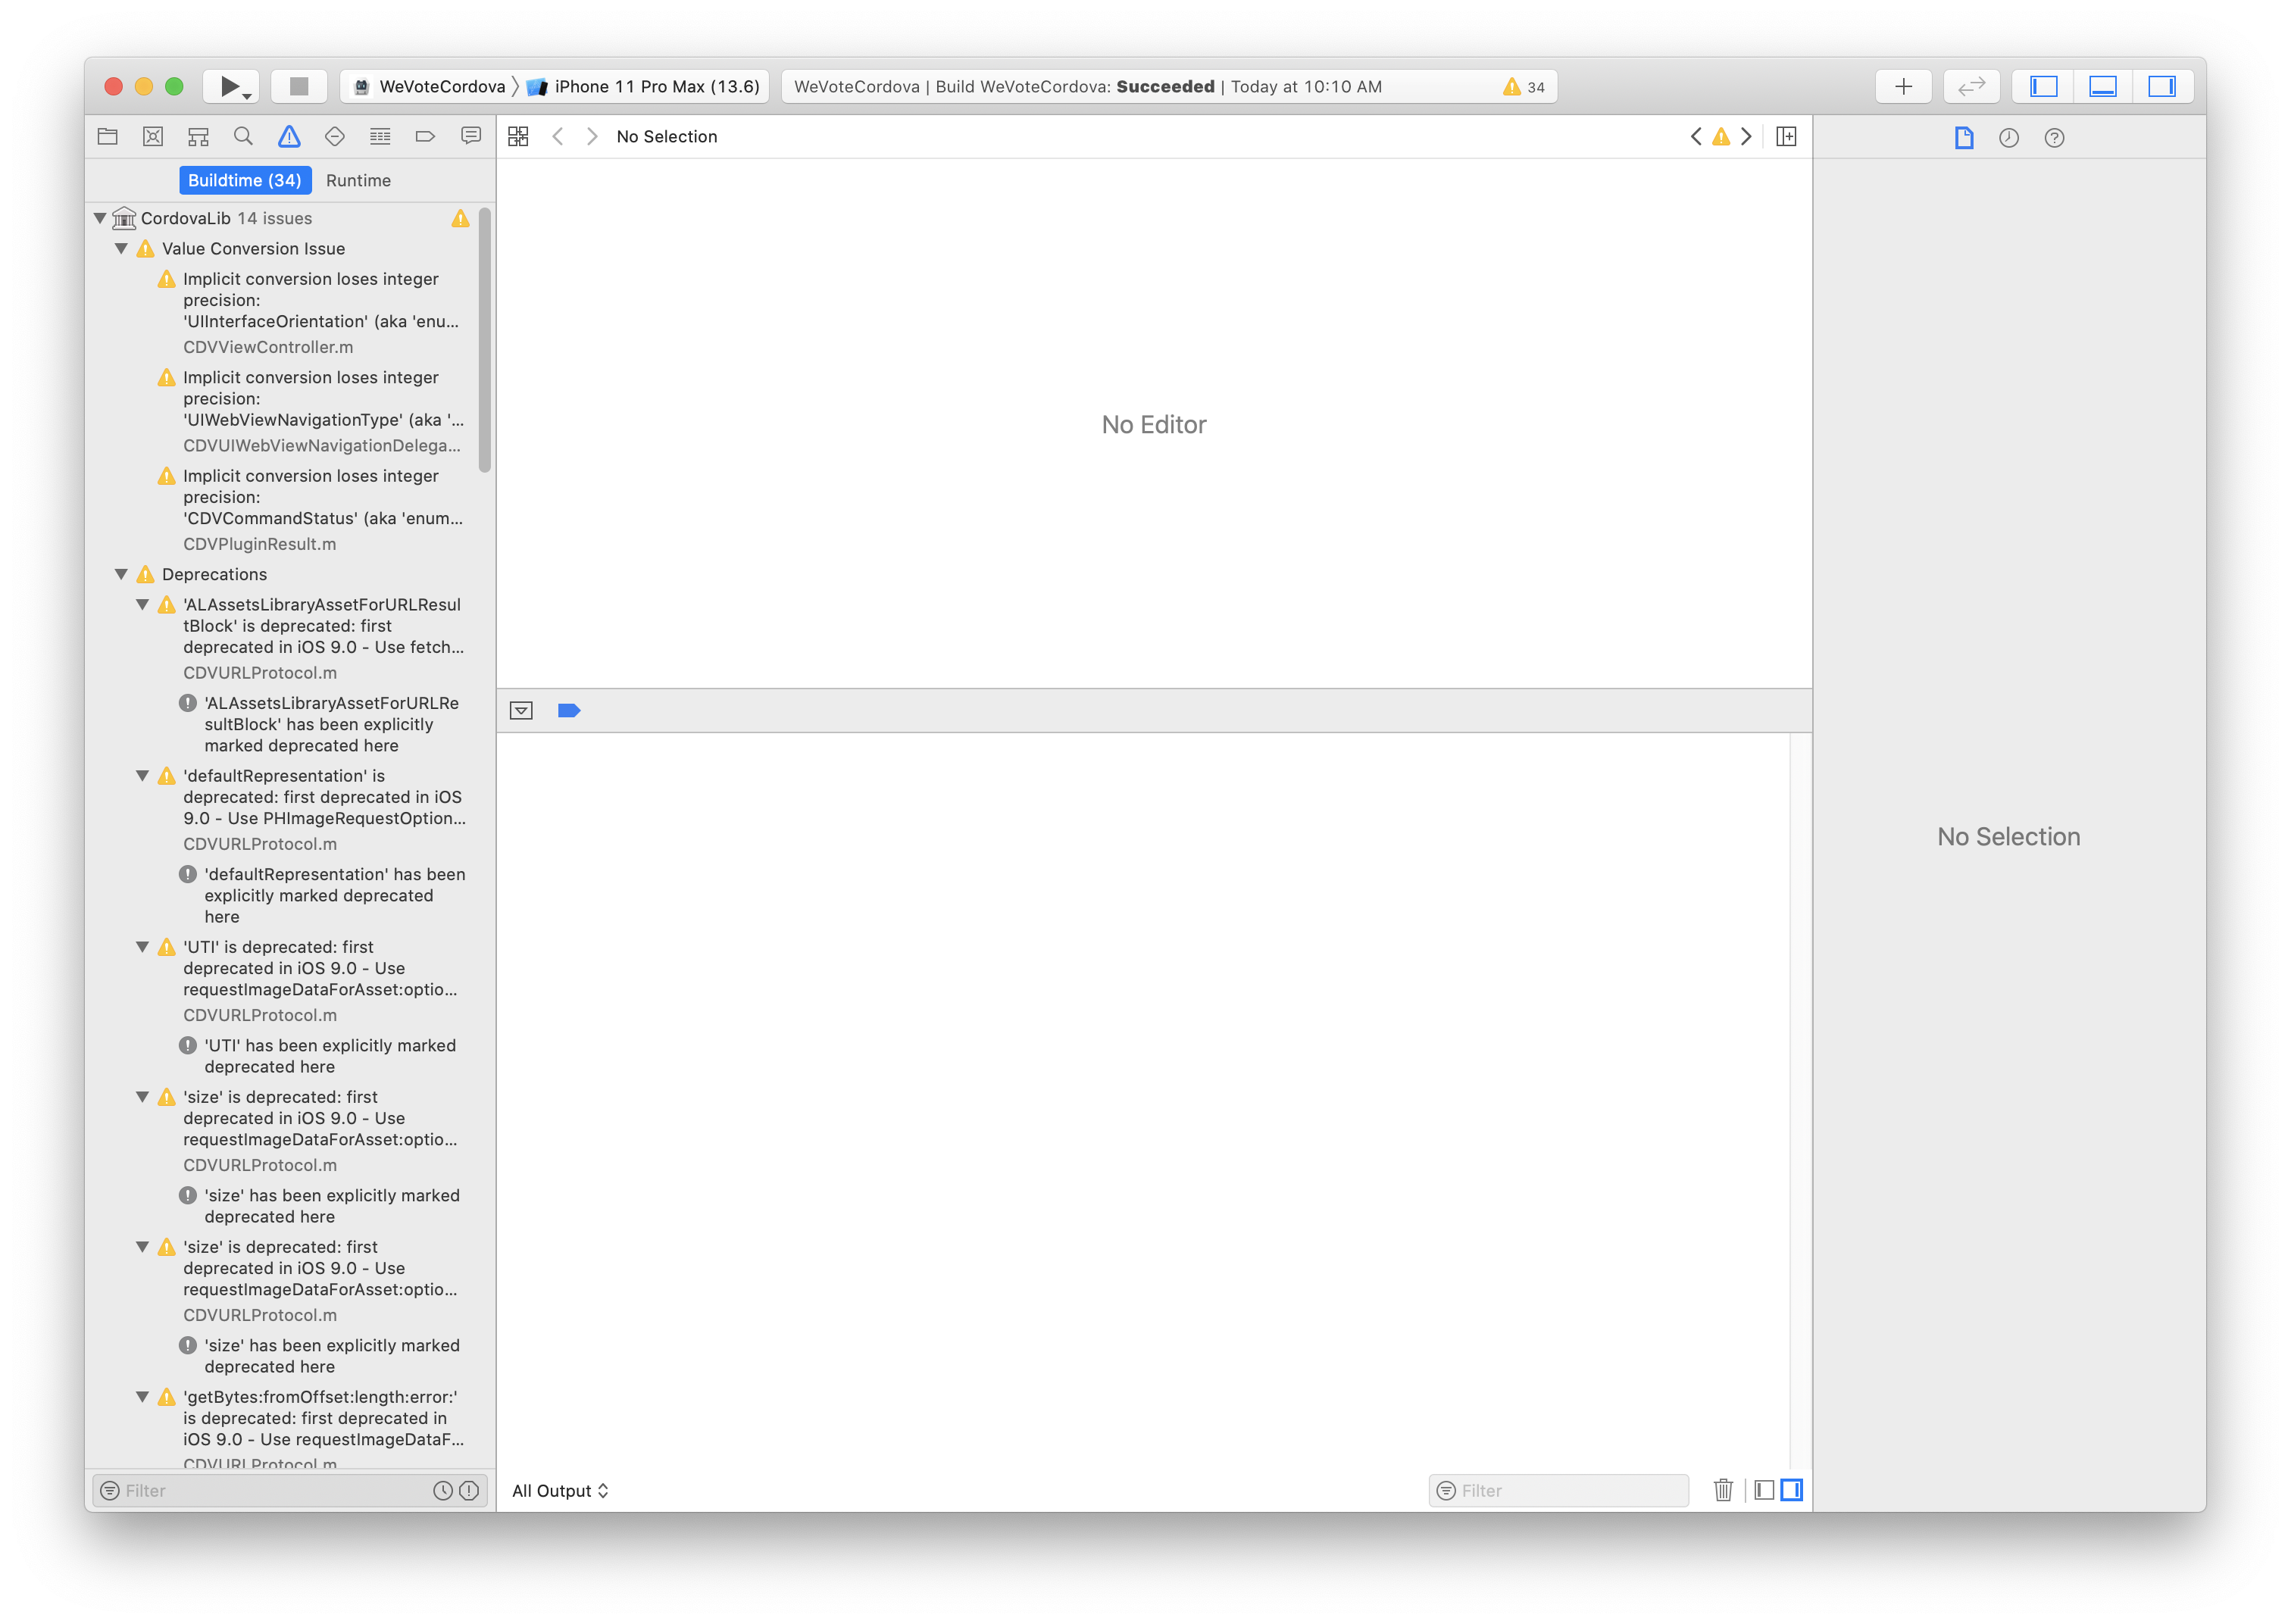 WeVoteCordova
iPhone 11 Pro Max (13.6)
WeVoteCordova | Build WeVoteCordova: Succeeded | Today at 10:10 AM
34
No Selection
Buildtime (34)
Runtime
CordovaLib 14 issues
Value Conversion Issue
Implicit conversion loses integer
precision:
'UIInterfaceOrientation' (aka 'enu...
CDVViewController.m
Implicit conversion loses integer
precision:
'UIWebViewNavigationType' (aka '...
CDVUIWebViewNavigationDelega...
Implicit conversion loses integer
precision:
'CDVCommandStatus' (aka 'enum...
CDVPluginResult.m
Deprecations
'ALAssetsLibraryAssetForURLResul
tBlock' is deprecated: first
deprecated in iOS 9.0 - Use fetch...
CDVURLProtocol.m
'ALAssetsLibraryAssetForURLRe
sultBlock' has been explicitly
marked deprecated here
'defaultRepresentation' is
deprecated: first deprecated in iOS
9.0 - Use PHImageRequestOption...
CDVURLProtocol.m
'defaultRepresentation' has been
explicitly marked deprecated
here
'UTI' is deprecated: first
deprecated in iOS 9.0 - Use
requestImageDataForAsset:optio...
CDVURLProtocol.m
'UTI' has been explicitly marked
deprecated here
'size' is deprecated: first
deprecated in iOS 9.0 - Use
requestImageDataForAsset:optio...
CDVURLProtocol.m
'size' has been explicitly marked
deprecated here
'size' is deprecated: first
deprecated in iOS 9.0 - Use
requestImageDataForAsset:optio...
CDVURLProtocol.m
'size' has been explicitly marked
deprecated here
'getBytes:fromOffset:length:error:'
is deprecated: first deprecated in
iOS 9.0 - Use requestImageDataF...
CDVURLProtocol.m
Filter
No Editor
All Output
Filter
No Selection